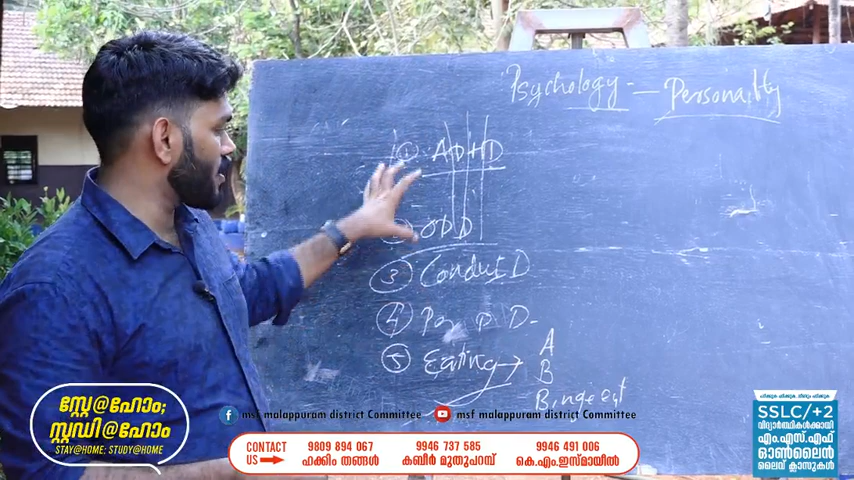 Psychology - Personality
① ADHD
ODD
③ Conduct D
④ D -
⑤ Eating → A
B
Binge eat
സ്റ്റേ@ഹോം;
സ്റ്റഡി@ഹോം
STAY@HOME; STUDY@HOME
msf malappuram district Committee
msf malappuram district Committee
CONTACT US
9809 894 067
ഹക്കീം തങ്ങൾ
9946 737 585
കബീർ മുതുപറമ്പ്
9946 491 006
കെ.എം.ഇസ്മായീൽ
SSLC/+2
വിദ്യാർത്ഥികൾക്കായി
എം.എസ്.എഫ്
ഓൺലൈൻ
ലൈവ് ക്ലാസുകൾ